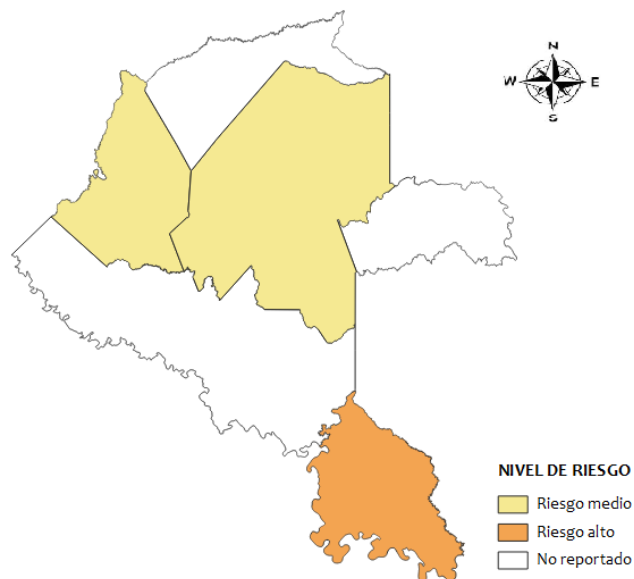 N
W E
S
NIVEL DE RIESGO
Riesgo medio
Riesgo alto
No reportado